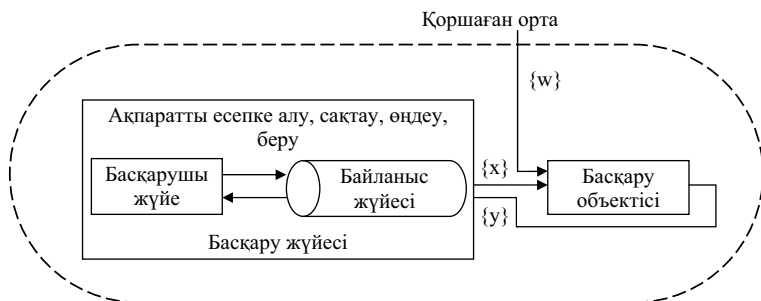 Қоршаған орта
{w}
Ақпаратты есепке алу, сақтау, өңдеу,
беру
Басқарушы
жүйе
Байланыс
жүйесі
{x}
Басқару
объектісі
{y}
Басқару жүйесі